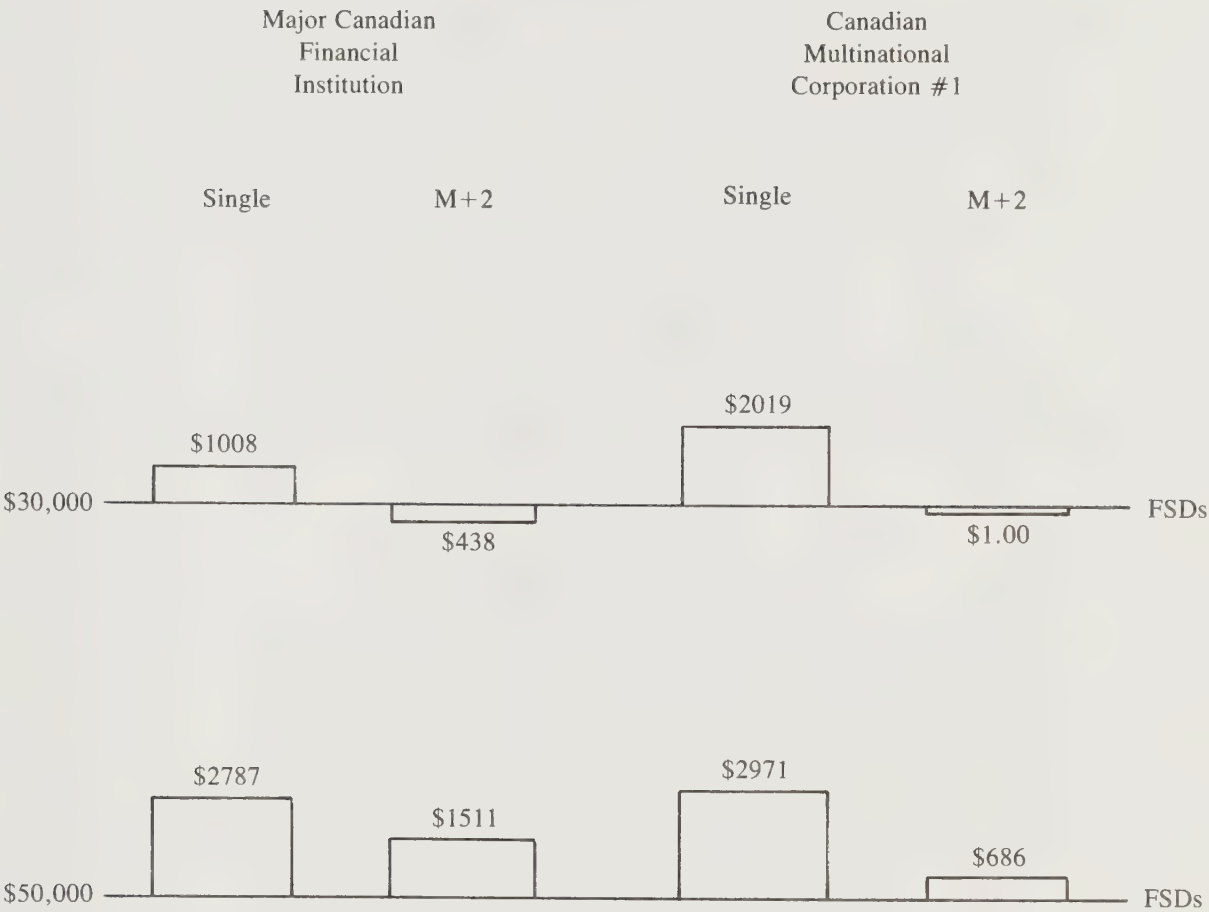 Major Canadian
Financial
Institution
Canadian
Multinational
Corporation #1
Single M+2 Single M+2
$2019
$1008
$30,000 FSDs
$438 $1.00
$2787 $2971
$1511
$686
$50,000 FSDs